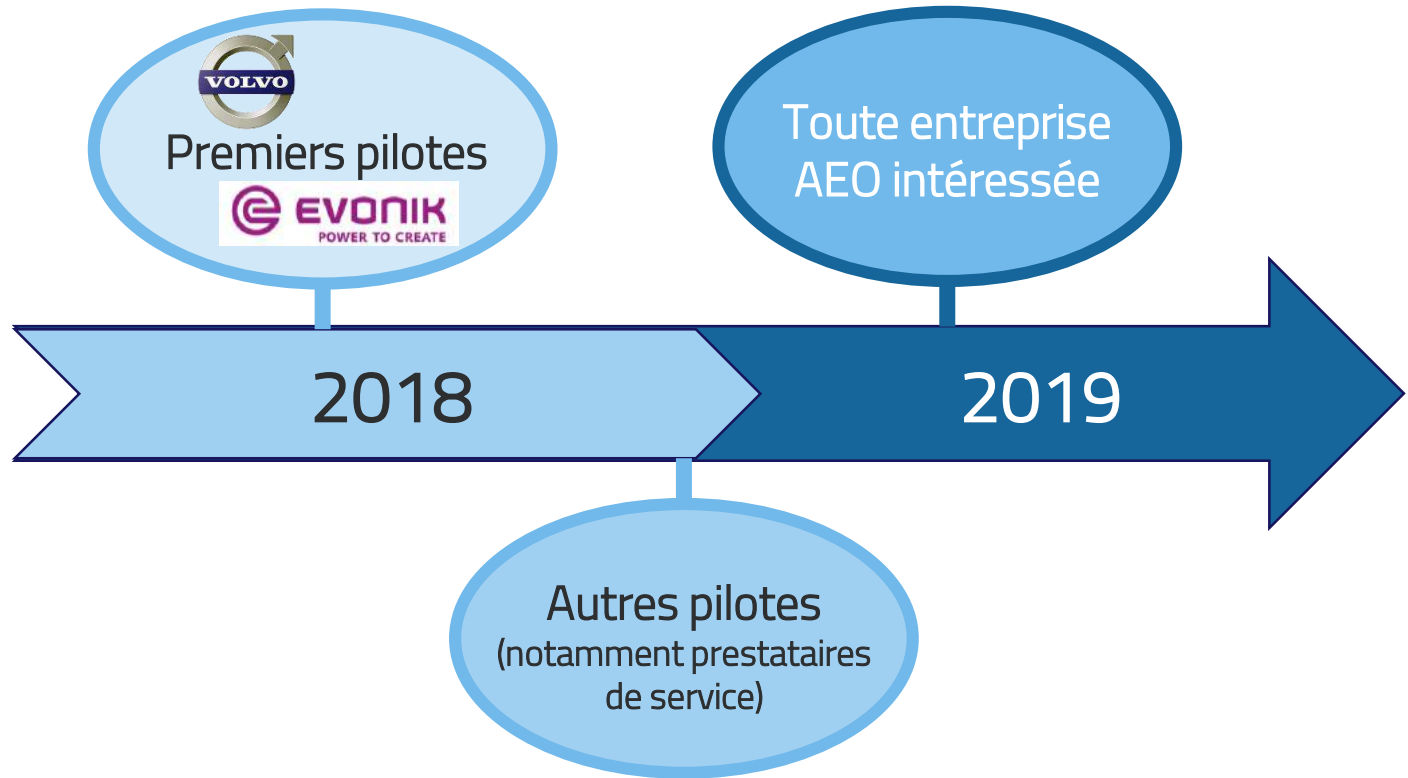 VOLVO
Premiers pilotes
EVONIK
POWER TO CREATE
Toute entreprise
AEO intéressée
2018
2019
Autres pilotes
(notamment prestataires
de service)